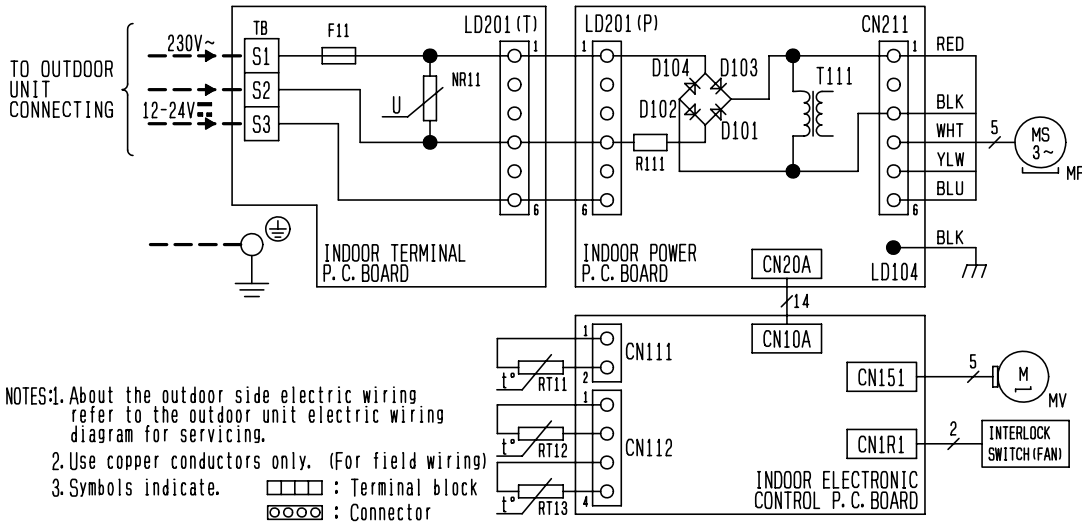 TO OUTDOOR
UNIT
CONNECTING
230V~
12-24V⎓
TB
S1
S2
S3
F11
U
NR11
LD201(T)
1
6
INDOOR TERMINAL
P.C.BOARD
LD201(P)
1
6
D104
D103
D102
D101
R111
T111
CN211
1
6
INDOOR POWER
P.C.BOARD
RED
BLK
WHT
YLW
BLU
5
MS
3~
MF
BLK
LD104
CN20A
14
CN10A
1
2
CN111
t°
RT11
1
4
CN112
t°
RT12
t°
RT13
CN151
5
M
MV
CN1R1
2
INTERLOCK
SWITCH(FAN)
INDOOR ELECTRONIC
CONTROL P.C.BOARD
NOTES:1. About the outdoor side electric wiring
refer to the outdoor unit electric wiring
diagram for servicing.
2. Use copper conductors only. (For field wiring)
3. Symbols indicate.
: Terminal block
: Connector